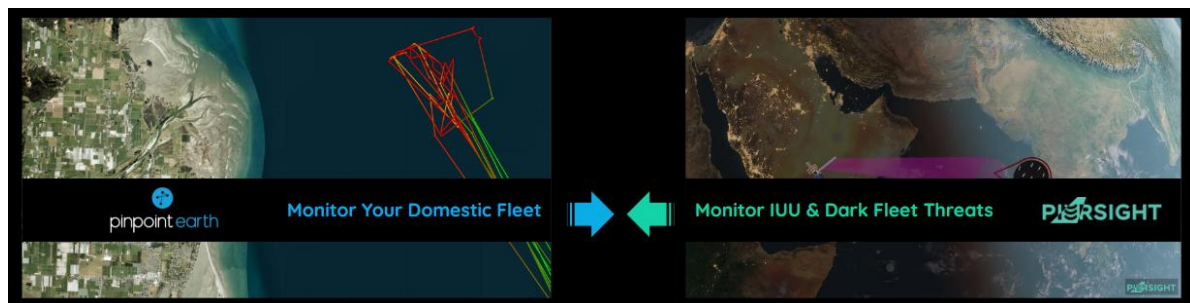 pinpoint earth
Monitor Your Domestic Fleet
Monitor IUU & Dark Fleet Threats
PIERSIGHT
PIERSIGHT